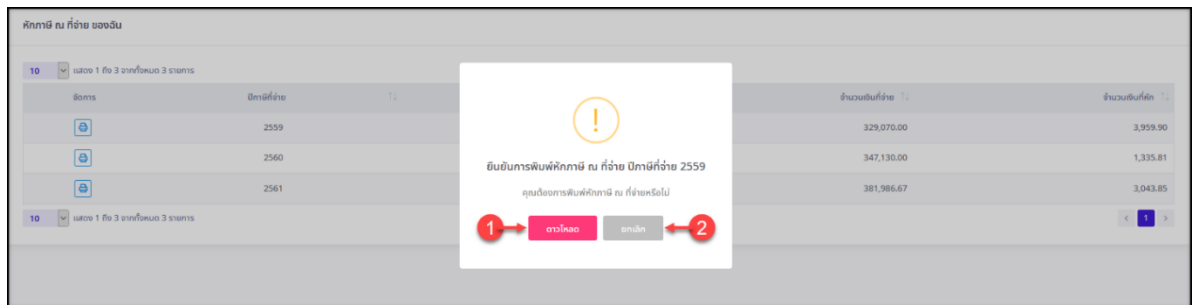 หักภาษี ณ ที่จ่าย ของฉัน
10 แสดง 1 ถึง 3 จากทั้งหมด 3 รายการ
จัดการ ปีภาษีที่จ่าย จำนวนเงินที่จ่าย จำนวนเงินที่หัก
2559 329,070.00 3,959.90
2560 347,130.00 1,335.81
2561 381,986.67 3,043.85
10 แสดง 1 ถึง 3 จากทั้งหมด 3 รายการ
< 1 >
!
ยืนยันการพิมพ์หักภาษี ณ ที่จ่าย ปีภาษีที่จ่าย 2559
คุณต้องการพิมพ์หักภาษี ณ ที่จ่ายหรือไม่
1 ดาวโหลด ยกเลิก 2